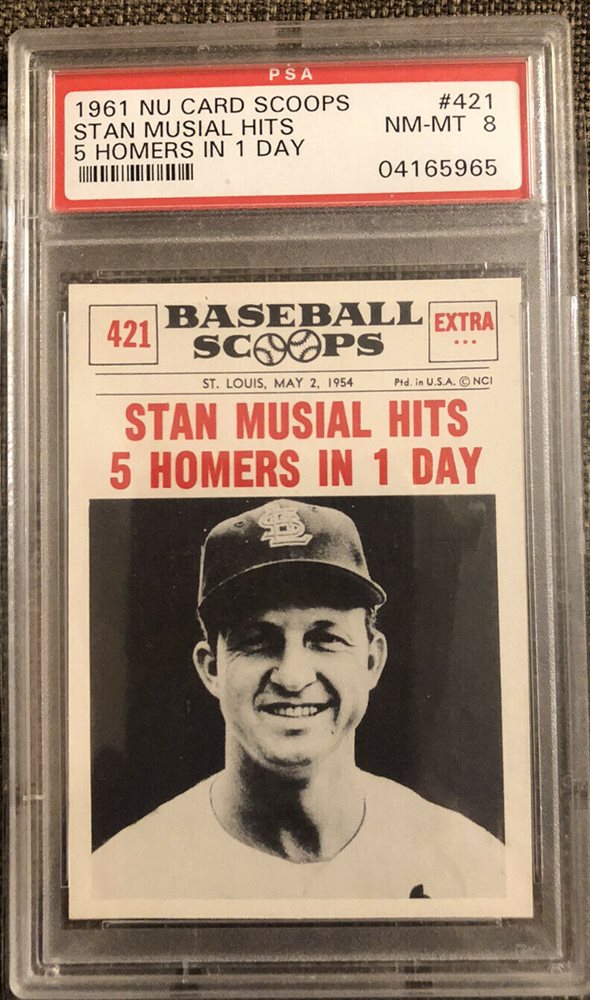 PSA
1961 NU CARD SCOOPS #421
STAN MUSIAL HITS NM-MT 8
5 HOMERS IN 1 DAY
04165965
421 BASEBALL EXTRA
SCOOPS ...
ST. LOUIS, MAY 2, 1954 Ptd. in U.S.A. © NCI
STAN MUSIAL HITS
5 HOMERS IN 1 DAY
STL